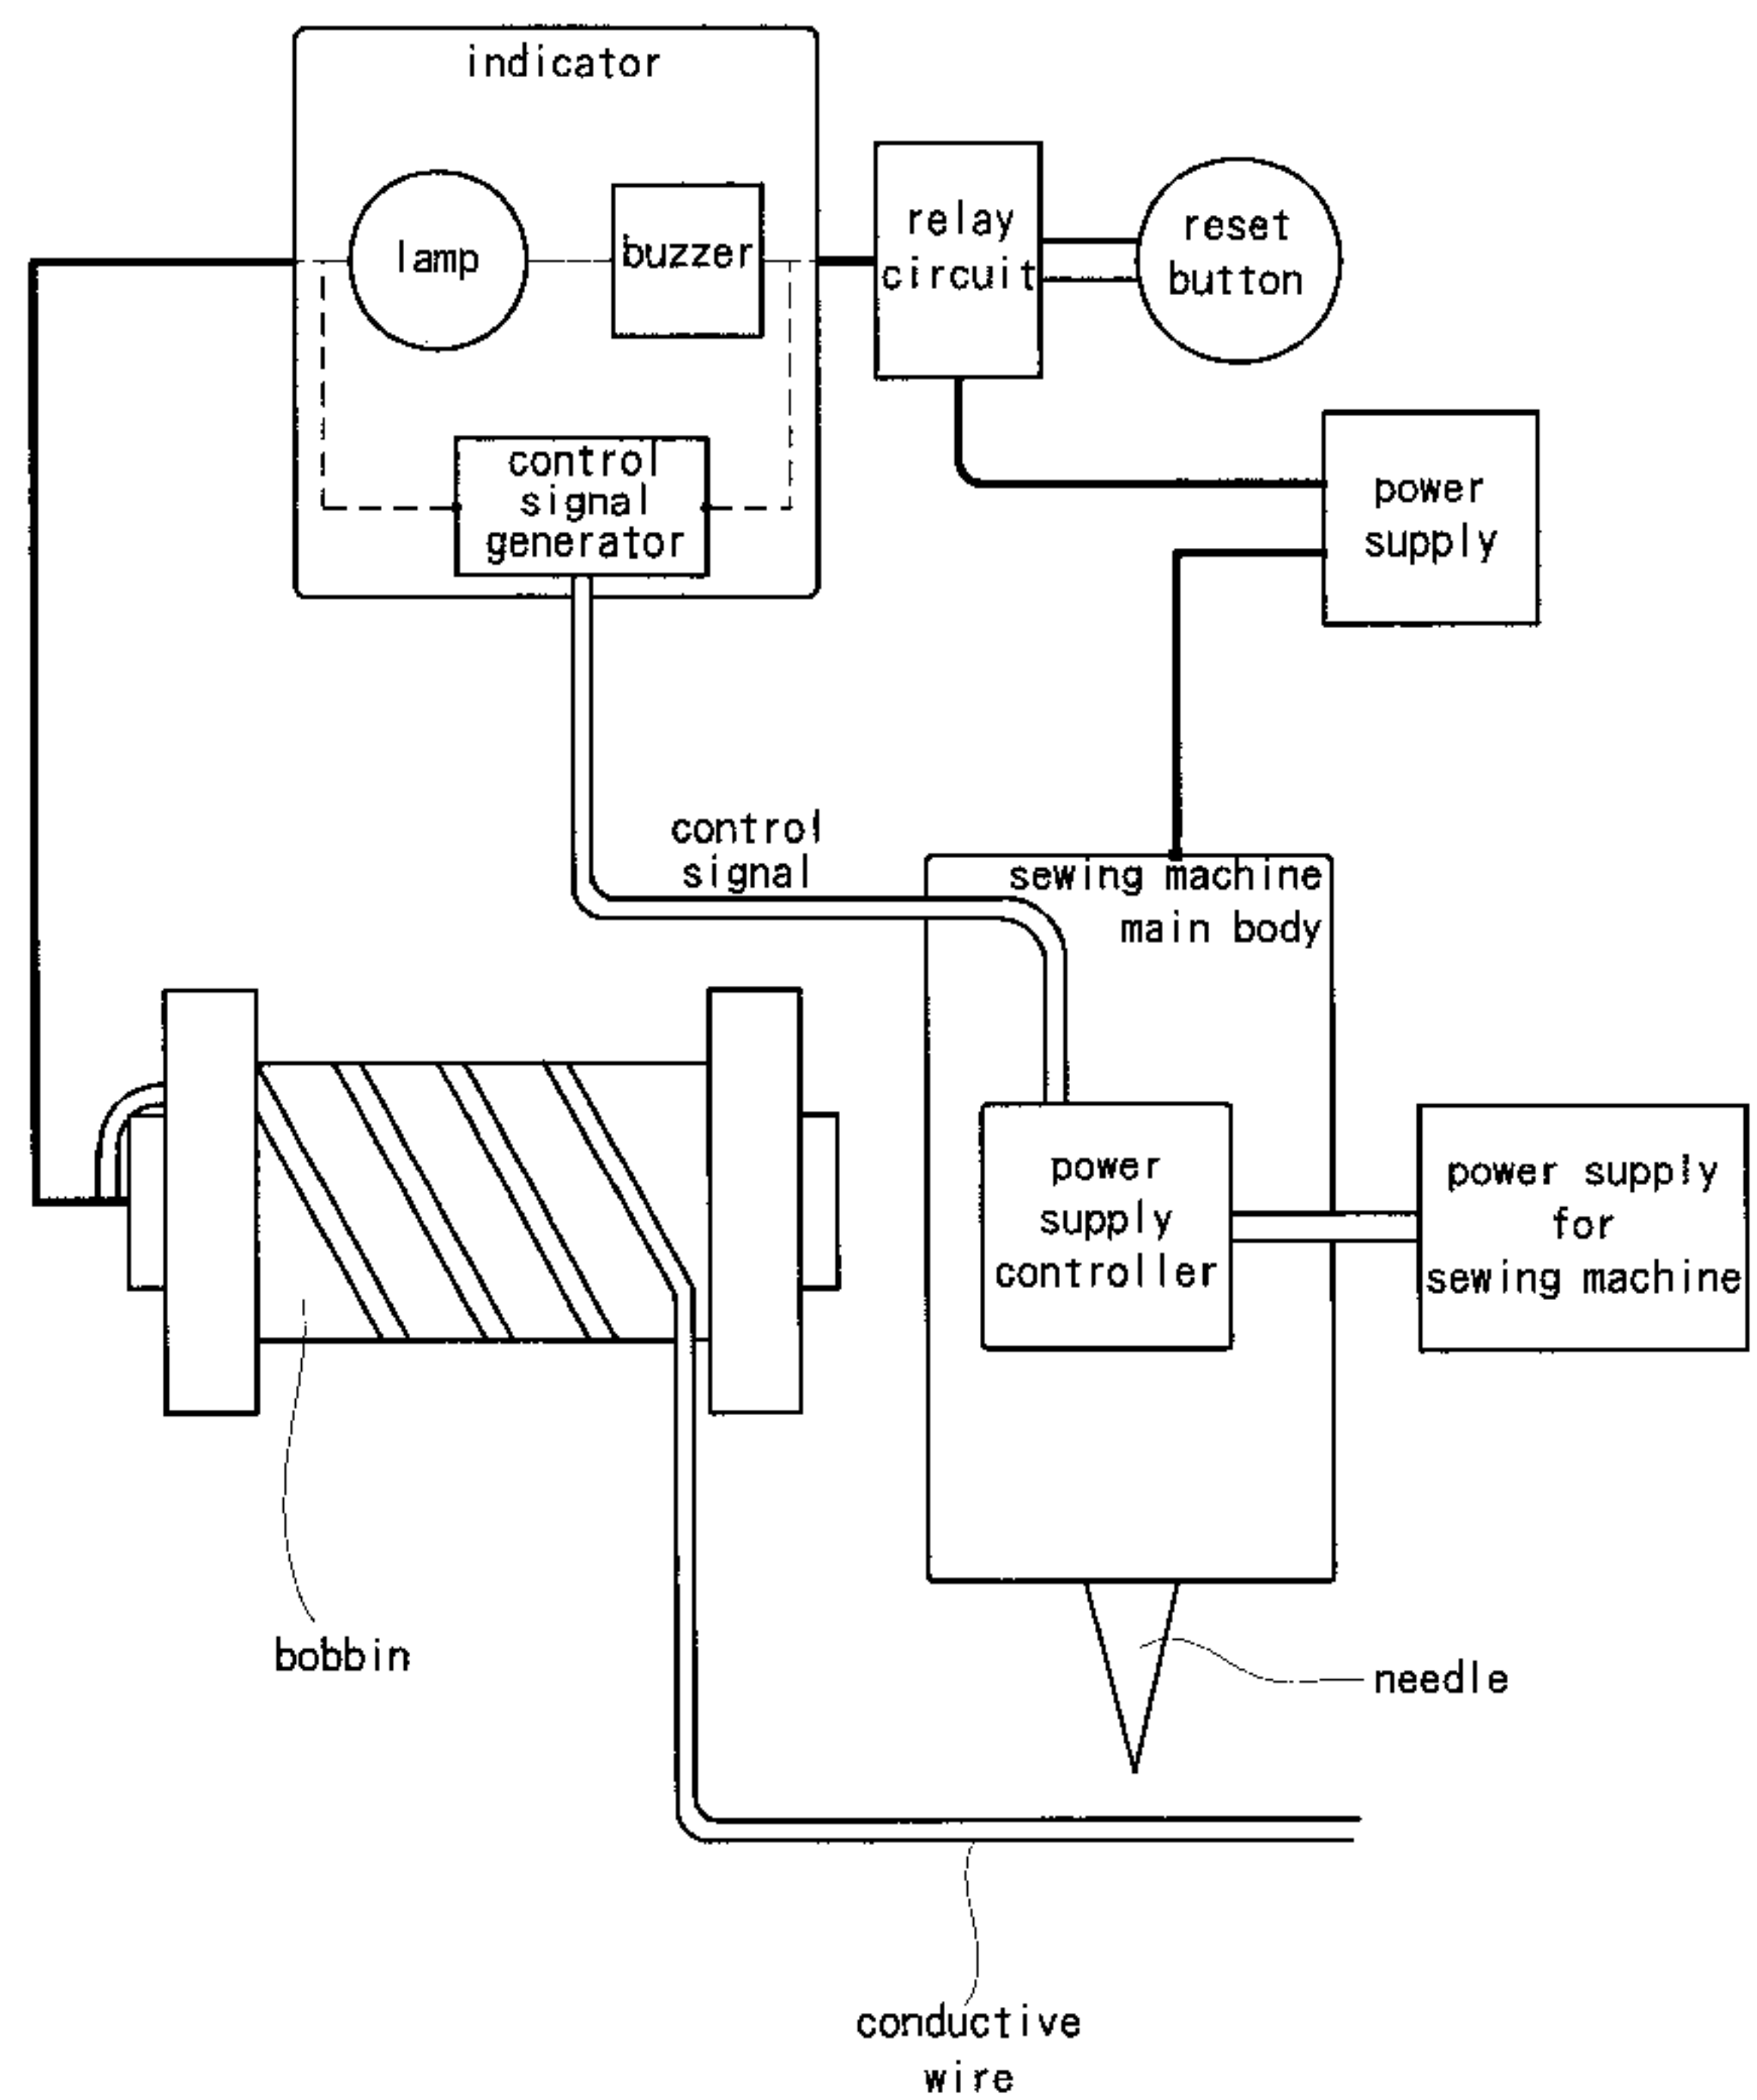 indicator
lamp
buzzer
relay
circuit
reset
button
control
signal
generator
power
supply
control
signal
sewing machine
main body
power
supply
controller
power supply
for
sewing machine
bobbin
needle
conductive
wire